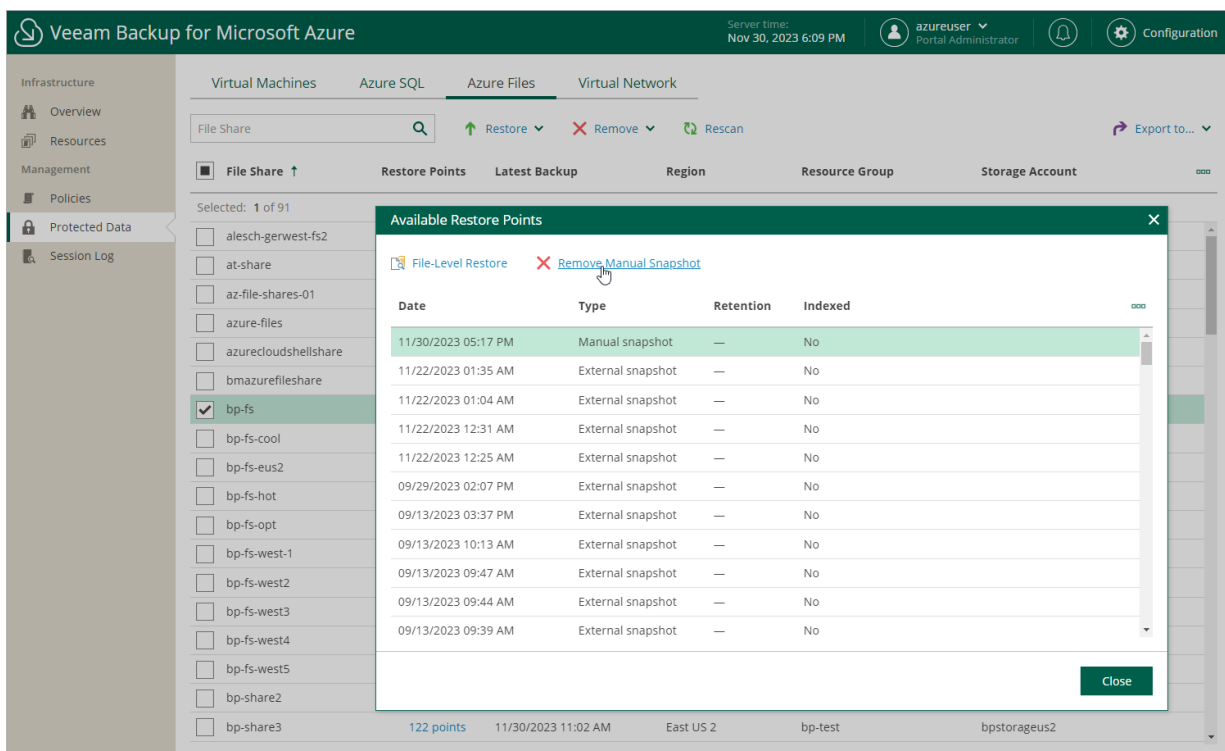 Veeam Backup for Microsoft Azure
Server time:
Nov 30, 2023 6:09 PM
azureuser
Portal Administrator
Configuration
Infrastructure
Overview
Resources
Management
Policies
Protected Data
Session Log
Virtual Machines Azure SQL Azure Files Virtual Network
File Share Restore Remove Rescan Export to...
File Share Restore Points Latest Backup Region Resource Group Storage Account
Selected: 1 of 91
alesch-gerwest-fs2
at-share
az-file-shares-01
azure-files
azurecloudshellshare
bmazurefileshare
bp-fs
bp-fs-cool
bp-fs-eus2
bp-fs-hot
bp-fs-opt
bp-fs-west-1
bp-fs-west2
bp-fs-west3
bp-fs-west4
bp-fs-west5
bp-share2
bp-share3 122 points 11/30/2023 11:02 AM East US 2 bp-test bpstorageus2
Available Restore Points
File-Level Restore Remove Manual Snapshot
Date Type Retention Indexed
11/30/2023 05:17 PM Manual snapshot — No
11/22/2023 01:35 AM External snapshot — No
11/22/2023 01:04 AM External snapshot — No
11/22/2023 12:31 AM External snapshot — No
11/22/2023 12:25 AM External snapshot — No
09/29/2023 02:07 PM External snapshot — No
09/13/2023 03:37 PM External snapshot — No
09/13/2023 10:13 AM External snapshot — No
09/13/2023 09:47 AM External snapshot — No
09/13/2023 09:44 AM External snapshot — No
09/13/2023 09:39 AM External snapshot — No
Close